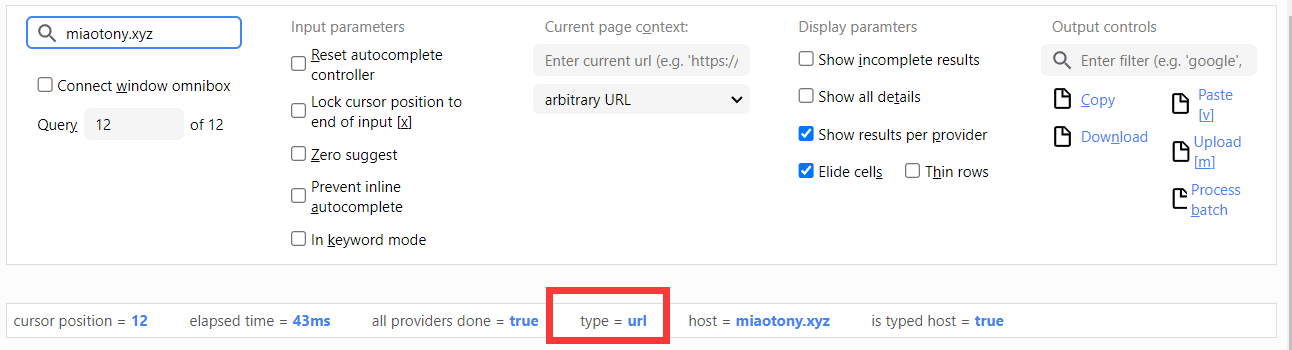 miaotony.xyz
Connect window omnibox
Query 12 of 12
Input parameters
Reset autocomplete
controller
Lock cursor position to
end of input [x]
Zero suggest
Prevent inline
autocomplete
In keyword mode
Current page context:
Enter current url (e.g. 'https:/
arbitrary URL
Display paramters
Show incomplete results
Show all details
Show results per provider
Elide cells Thin rows
Output controls
Enter filter (e.g. 'google',
Copy
Download
Paste
[v]
Upload
[m]
Process
batch
cursor position = 12 elapsed time = 43ms all providers done = true type = url host = miaotony.xyz is typed host = true